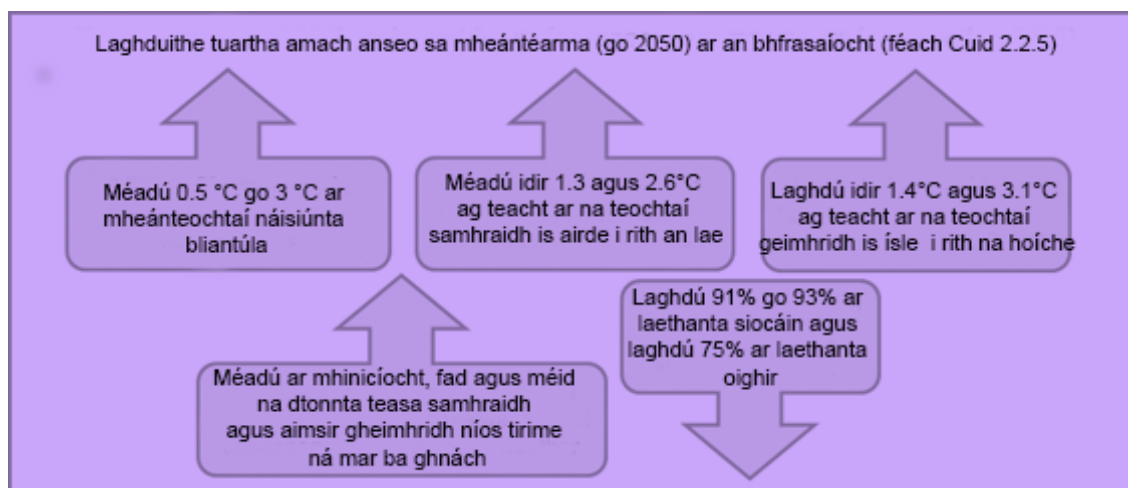 Laghduithe tuartha amach anseo sa mheántéarma (go 2050) ar an bhfrasaíocht (féach Cuid 2.2.5)
Méadú 0.5 °C go 3 °C ar
mheánteochtaí náisiúnta
bliantúla
Méadú idir 1.3 agus 2.6°C
ag teacht ar na teochtaí
samhraidh is airde i rith an lae
Laghdú idir 1.4°C agus 3.1°C
ag teacht ar na teochtaí
geimhridh is ísle i rith na hoíche
Méadú ar mhinicíocht, fad agus méid
na dtonnta teasa samhraidh
agus aimsir gheimhridh níos tirime
ná mar ba ghnách
Laghdú 91% go 93% ar
laethanta siocáin agus
laghdú 75% ar laethanta
oighir